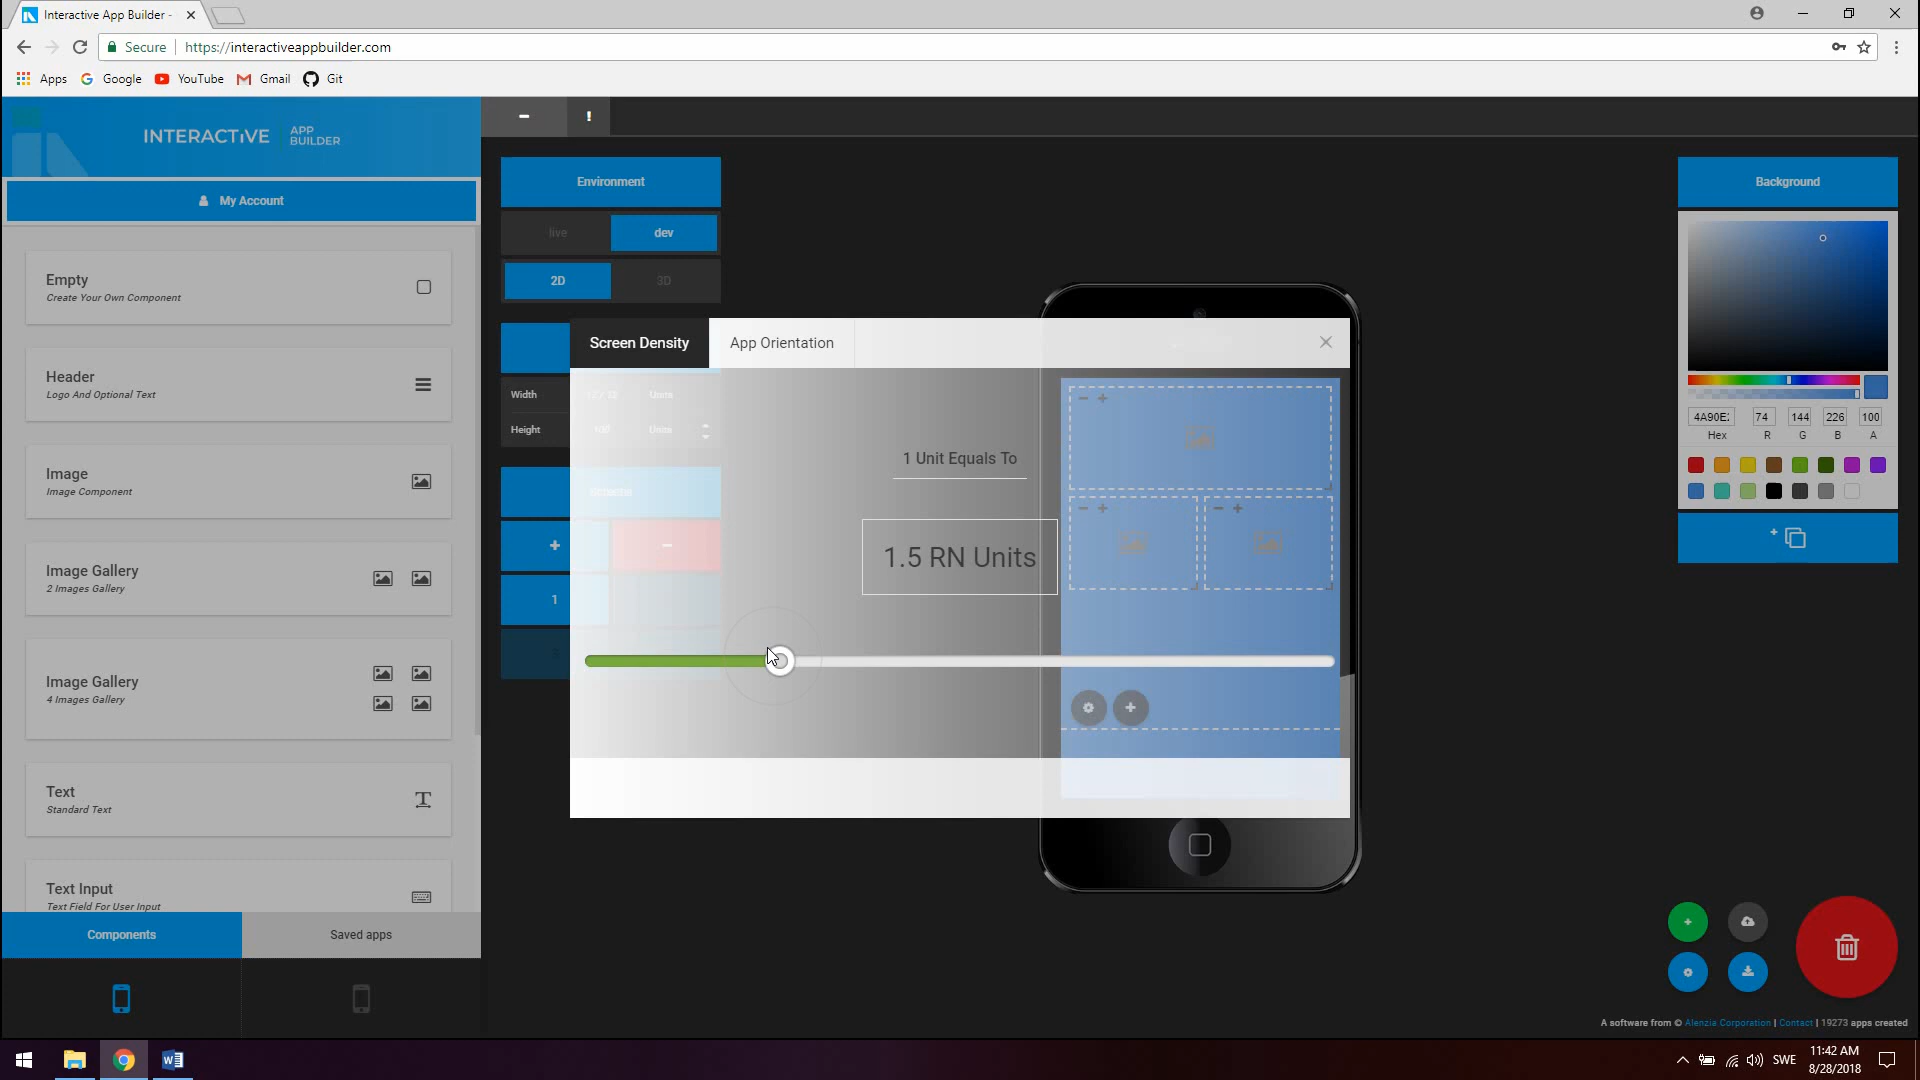 Interactive App Builder -
Secure
https://interactiveappbuilder.com
Apps
Google
YouTube
Gmail
Git
INTERACTIVE
APP
BUILDER
My Account
Empty
Create Your Own Component
Header
Logo And Optional Text
Image
Image Component
Image Gallery
2 Images Gallery
Image Gallery
4 Images Gallery
Text
Standard Text
Text Input
Text Field For User Input
Components
Saved apps
Environment
live
dev
2D
3D
Width
Units
Height
100
Units
1
3
Screen Density
App Orientation
1 Unit Equals To
1.5 RN Units
Background
4A90E2
74
144
226
100
Hex
R
G
B
A
A software from © Alenzia Corporation | Contact | 19273 apps created
SWE
11:42 AM
8/28/2018